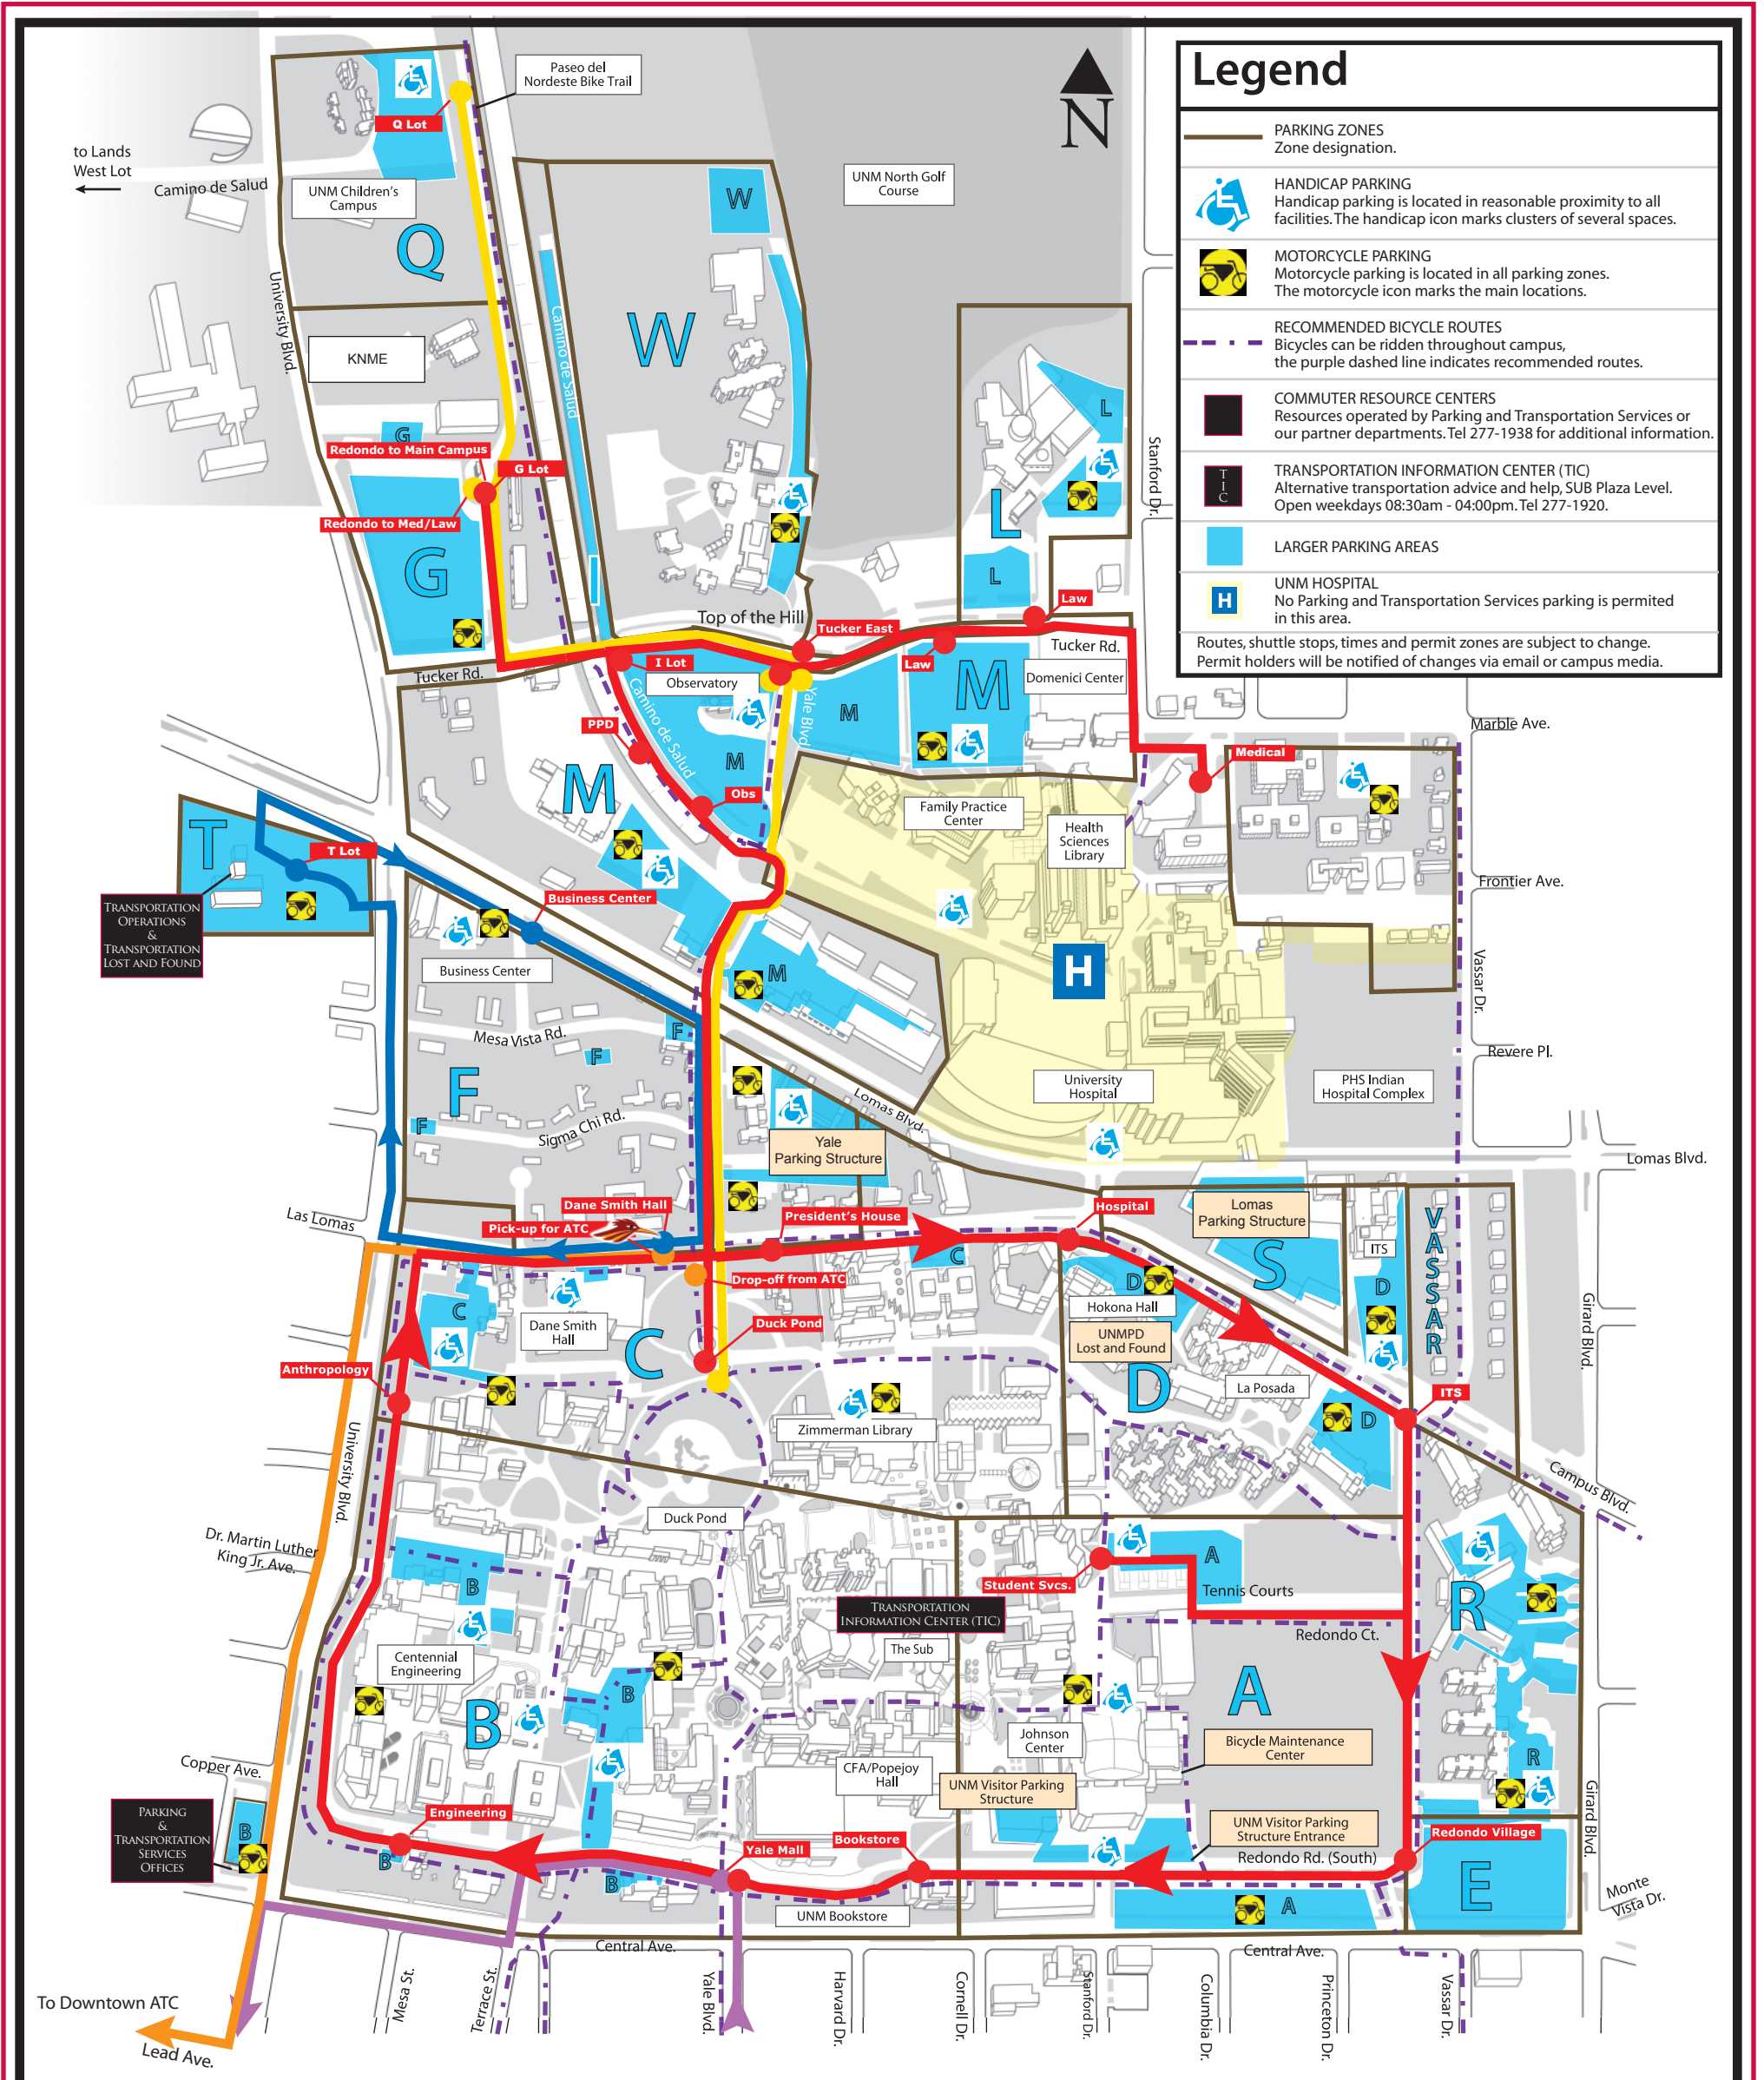 Legend
PARKING ZONES
Zone designation.
HANDICAP PARKING
Handicap parking is located in reasonable proximity to all
facilities. The handicap icon marks clusters of several spaces.
MOTORCYCLE PARKING
Motorcycle parking is located in all parking zones.
The motorcycle icon marks the main locations.
RECOMMENDED BICYCLE ROUTES
Bicycles can be ridden throughout campus,
the purple dashed line indicates recommended routes.
COMMUTER RESOURCE CENTERS
Resources operated by Parking and Transportation Services or
our partner departments. Tel 277-1938 for additional information.
T
I
C
TRANSPORTATION INFORMATION CENTER (TIC)
Alternative transportation advice and help, SUB Plaza Level.
Open weekdays 08:30am - 04:00pm. Tel 277-1920.
LARGER PARKING AREAS
H
UNM HOSPITAL
No Parking and Transportation Services parking is permited
in this area.
Routes, shuttle stops, times and permit zones are subject to change.
Permit holders will be notified of changes via email or campus media.
N
Paseo del
Nordeste Bike Trail
Q Lot
to Lands
West Lot
Camino de Salud
UNM Children's
Campus
Q
University Blvd.
KNME
W
W
Camino de Salud
UNM North Golf
Course
G
Redondo to Main Campus
G Lot
Redondo to Med/Law
G
L
L
L
Stanford Dr.
Top of the Hill
Tucker East
Law
Law
Tucker Rd.
Tucker Rd.
I Lot
Observatory
Domenici Center
M
M
M
Yale Blvd
PPD
Camino de Salud
Obs
M
Medical
Marble Ave.
Family Practice
Center
Health
Sciences
Library
T
T Lot
Transportation
Operations
&
Transportation
Lost and Found
Business Center
Business Center
M
H
Frontier Ave.
Vassar Dr.
Revere Pl.
Mesa Vista Rd.
F
F
F
F
Sigma Chi Rd.
University
Hospital
PHS Indian
Hospital Complex
Lomas Blvd.
Lomas Blvd.
Yale
Parking Structure
Las Lomas
Dane Smith Hall
Pick-up for ATC
President's House
Hospital
Lomas
Parking Structure
S
ITS
VASSAR
Drop-off from ATC
C
C
D
Hokona Hall
UNMPD
Lost and Found
D
Dane Smith
Hall
Duck Pond
C
Anthropology
D
La Posada
D
ITS
Girard Blvd.
Zimmerman Library
University Blvd.
Campus Blvd.
Duck Pond
Dr. Martin Luther
King Jr. Ave.
B
Student Svcs.
A
Tennis Courts
Transportation
Information Center (TIC)
The Sub
Redondo Ct.
R
Centennial
Engineering
B
B
A
Johnson
Center
Bicycle Maintenance
Center
CFA/Popejoy
Hall
UNM Visitor Parking
Structure
R
Copper Ave.
Parking
&
Transportation
Services
Offices
B
Engineering
B
B
Yale Mall
Bookstore
UNM Visitor Parking
Structure Entrance
Redondo Rd. (South)
Redondo Village
Girard Blvd.
E
A
Monte
Vista Dr.
UNM Bookstore
Central Ave.
Central Ave.
To Downtown ATC
Lead Ave.
Mesa St.
Terrace St.
Yale Blvd.
Harvard Dr.
Cornell Dr.
Stanford Dr.
Columbia Dr.
Princeton Dr.
Vassar Dr.